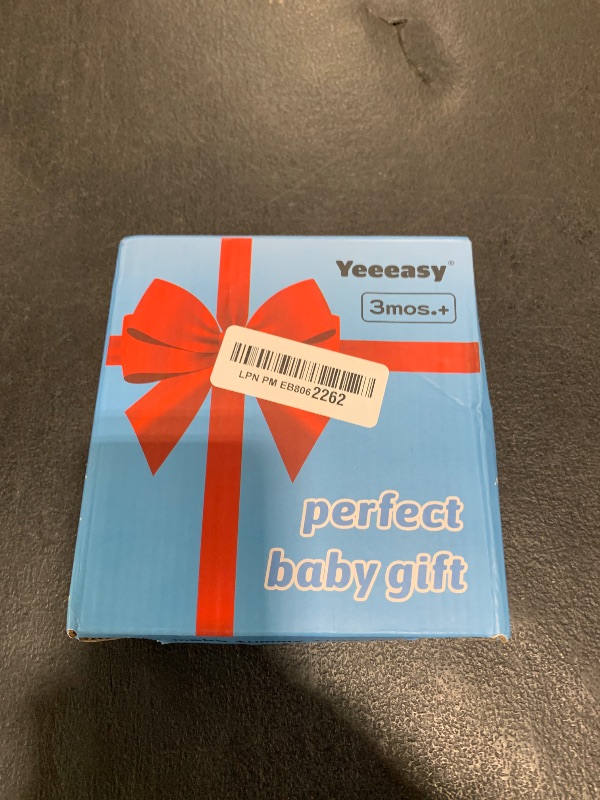 Yeeeasy®
3mos.+
LPN PM EB8062262
perfect
baby gift